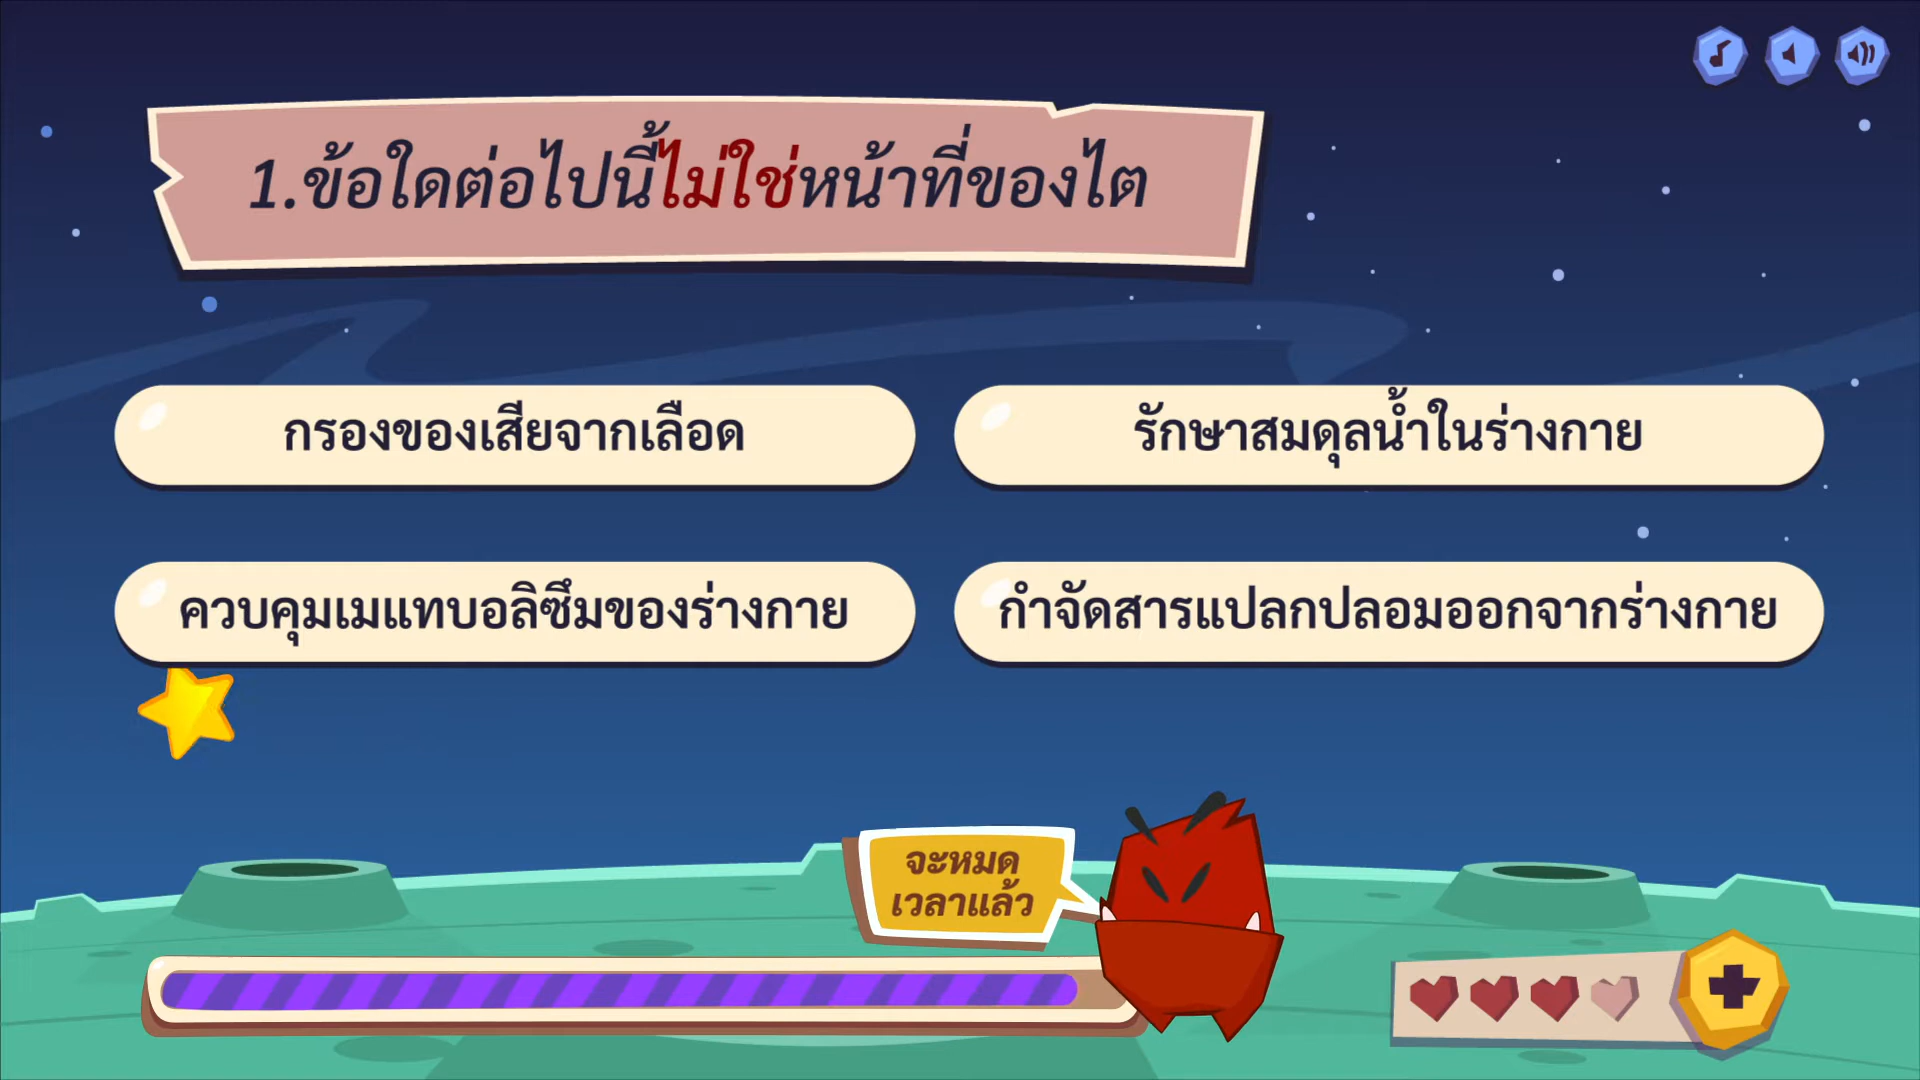 1.ข้อใดต่อไปนี้ไม่ใช่หน้าที่ของไต
กรองของเสียจากเลือด
รักษาสมดุลน้ำในร่างกาย
ควบคุมเมแทบอลิซึมของร่างกาย
กำจัดสารแปลกปลอมออกจากร่างกาย
จะหมด
เวลาแล้ว